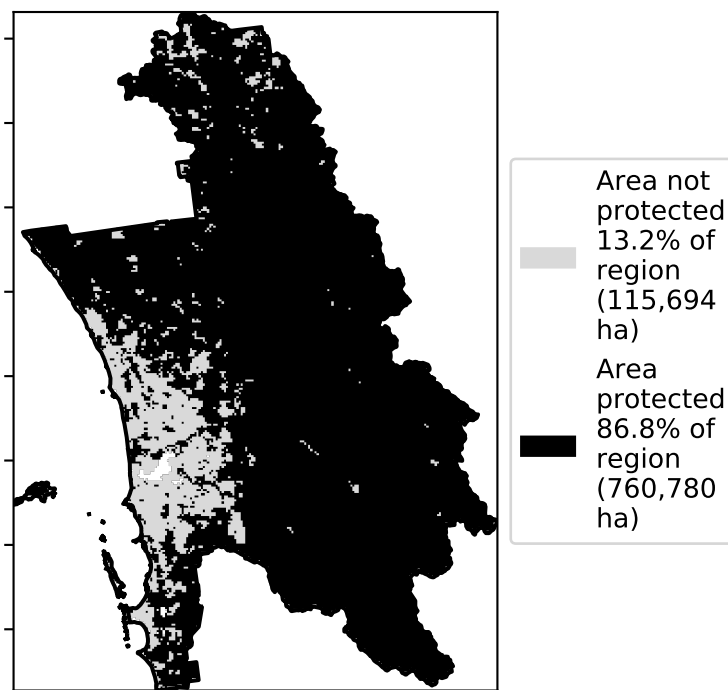 Area not
protected
13.2% of
region
(115,694
ha)
Area
protected
86.8% of
region
(760,780
ha)